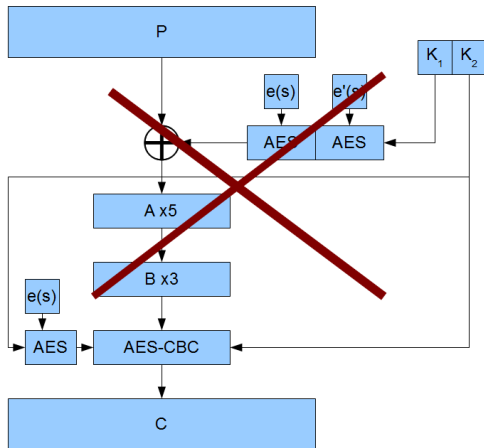 P
K1 K2
e(s) e'(s)
AES AES
A x5
B x3
e(s)
AES AES-CBC
C